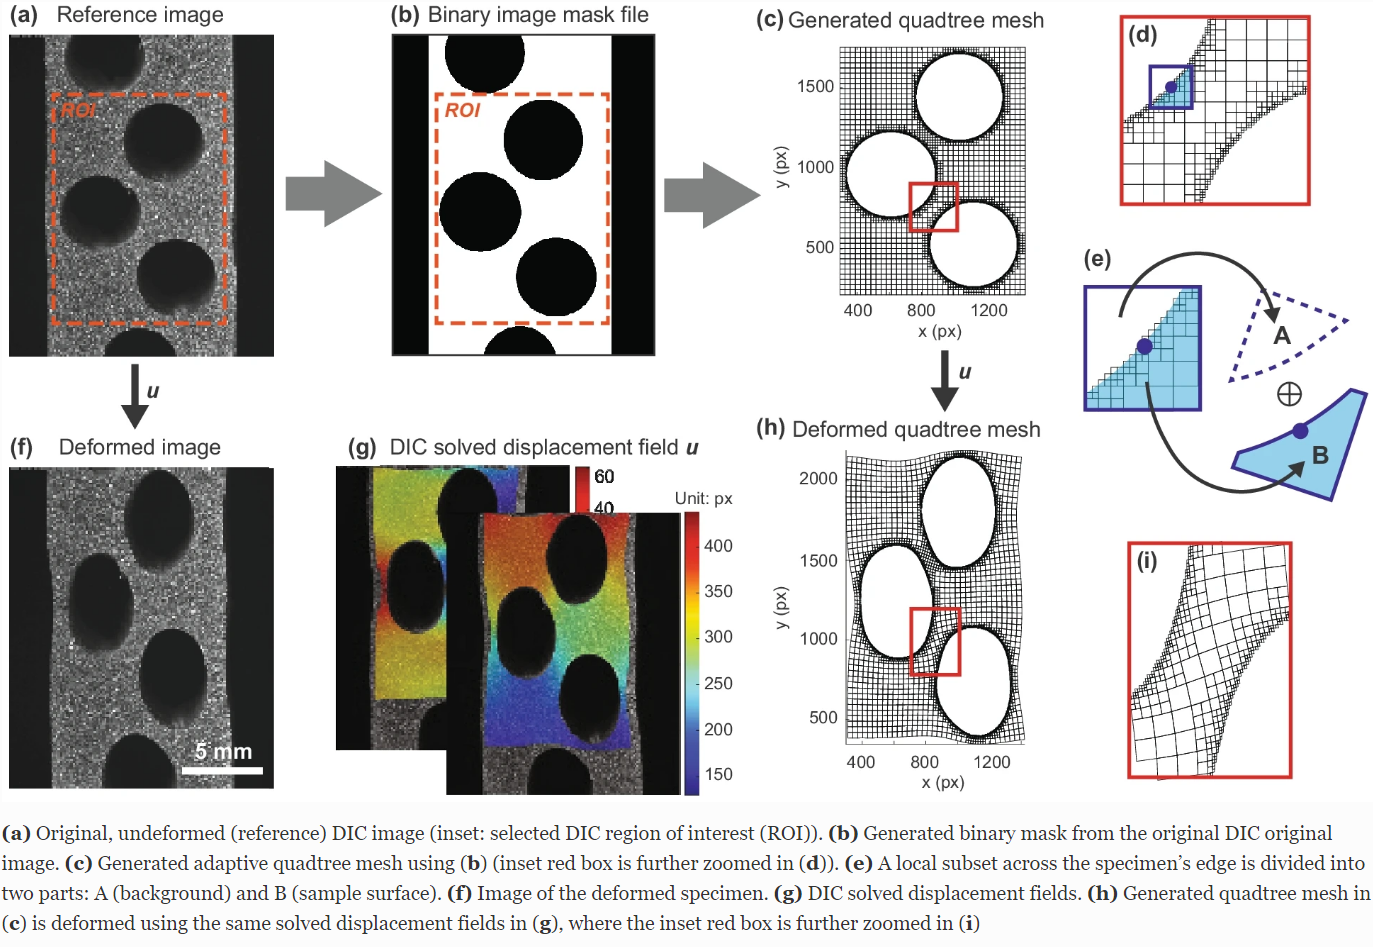 (a) Reference image
ROI
(b) Binary image mask file
ROI
(c) Generated quadtree mesh
1500
1000
500
y (px)
400 800 1200
x (px)
(d)
(e)
A
⊕
B
u
u
(f) Deformed image
5 mm
(g) DIC solved displacement field u
60
40
Unit: px
400
350
300
250
200
150
(h) Deformed quadtree mesh
2000
1500
1000
500
y (px)
400 800 1200
x (px)
(i)
(a) Original, undeformed (reference) DIC image (inset: selected DIC region of interest (ROI)). (b) Generated binary mask from the original DIC original
image. (c) Generated adaptive quadtree mesh using (b) (inset red box is further zoomed in (d)). (e) A local subset across the specimen's edge is divided into
two parts: A (background) and B (sample surface). (f) Image of the deformed specimen. (g) DIC solved displacement fields. (h) Generated quadtree mesh in
(c) is deformed using the same solved displacement fields in (g), where the inset red box is further zoomed in (i)